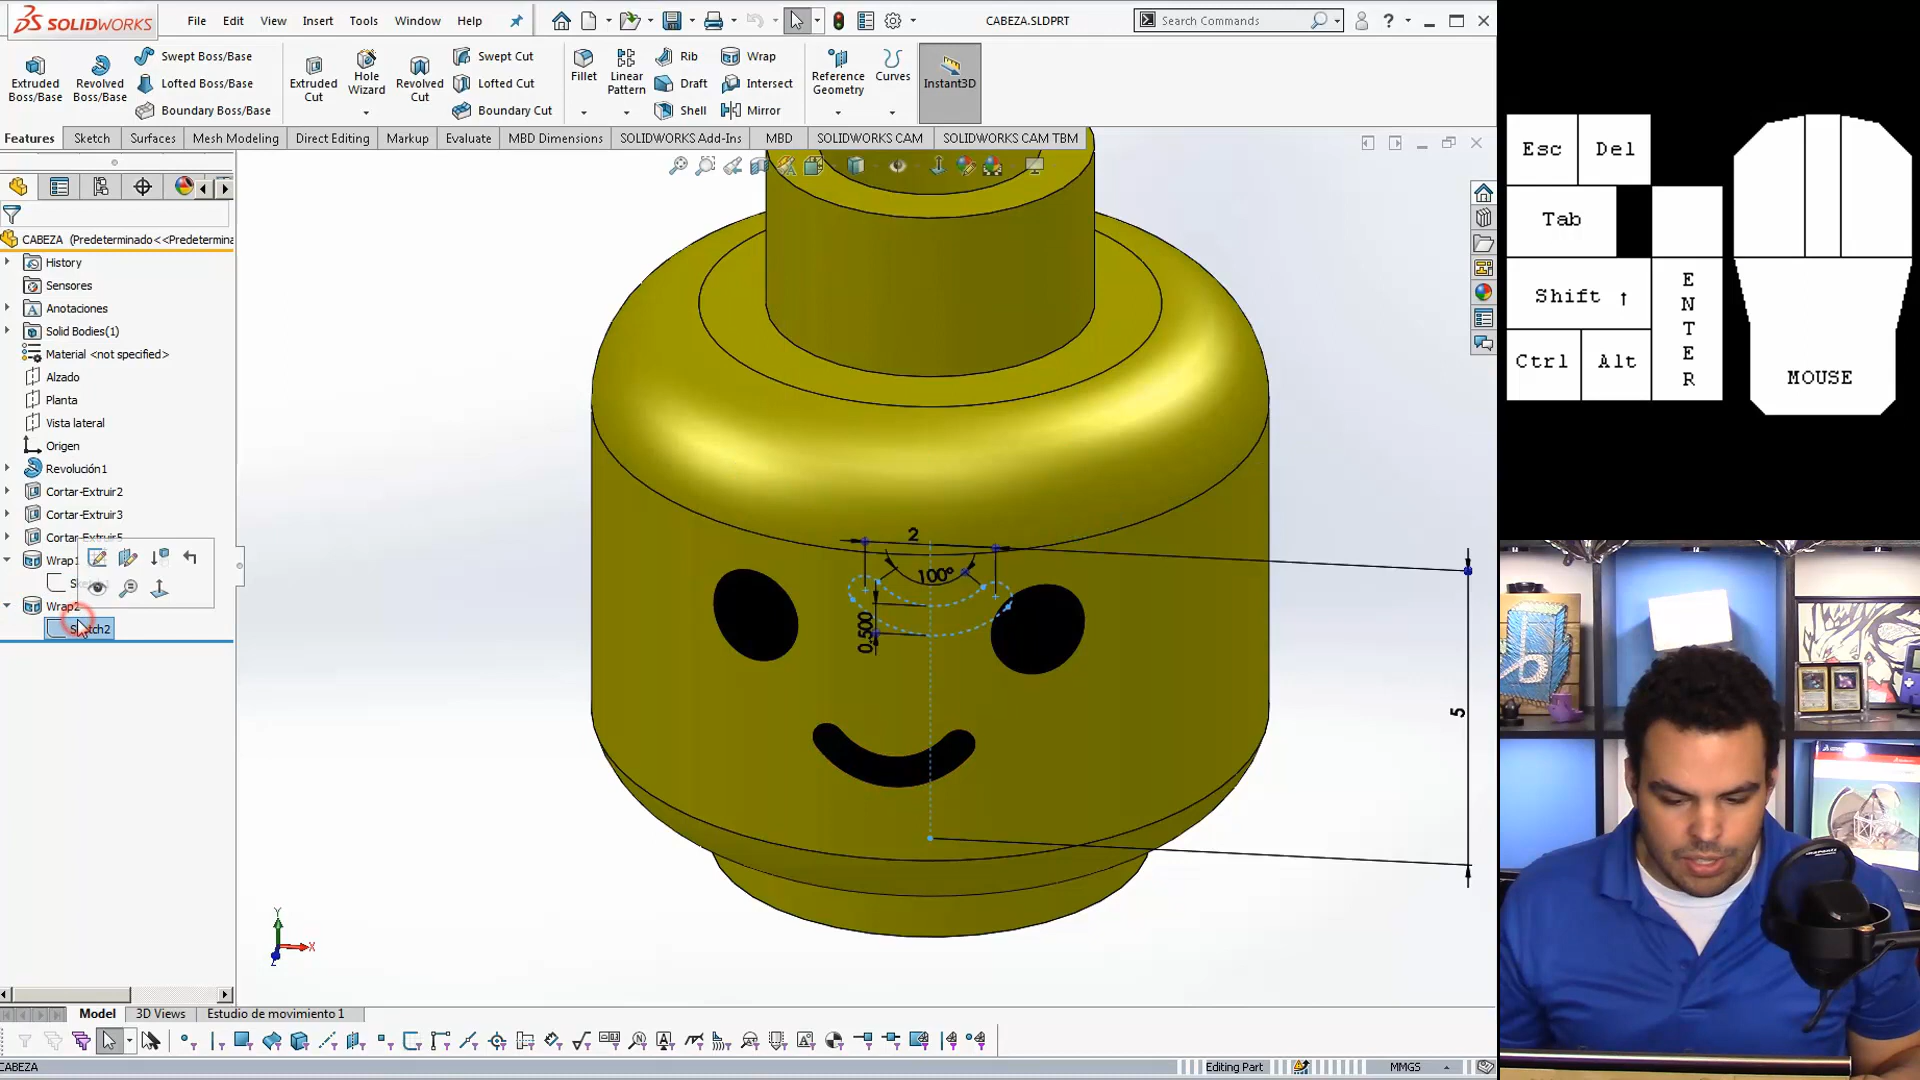 SOLIDWORKS
File Edit View Insert Tools Window Help
CABEZA.SLDPRT
Search Commands
Extruded Boss/Base
Revolved Boss/Base
Swept Boss/Base
Lofted Boss/Base
Boundary Boss/Base
Extruded Cut
Hole Wizard
Revolved Cut
Swept Cut
Lofted Cut
Boundary Cut
Fillet
Linear Pattern
Rib
Draft
Shell
Wrap
Intersect
Mirror
Reference Geometry
Curves
Instant3D
Features Sketch Surfaces Mesh Modeling Direct Editing Markup Evaluate MBD Dimensions SOLIDWORKS Add-Ins MBD SOLIDWORKS CAM SOLIDWORKS CAM TBM
CABEZA (Predeterminado<<Predetermina
History
Sensores
Anotaciones
Solid Bodies(1)
Material <not specified>
Alzado
Planta
Vista lateral
Origen
Revolución1
Cortar-Extruir2
Cortar-Extruir3
Cortar-Extruir5
Wrap1
Wrap2
Sketch2
2
100°
0.500
5
Y
X
Z
Model 3D Views Estudio de movimiento 1
CABEZA
Editing Part
MMGS
Esc Del
Tab
Shift ↑
ENTER
Ctrl Alt
MOUSE